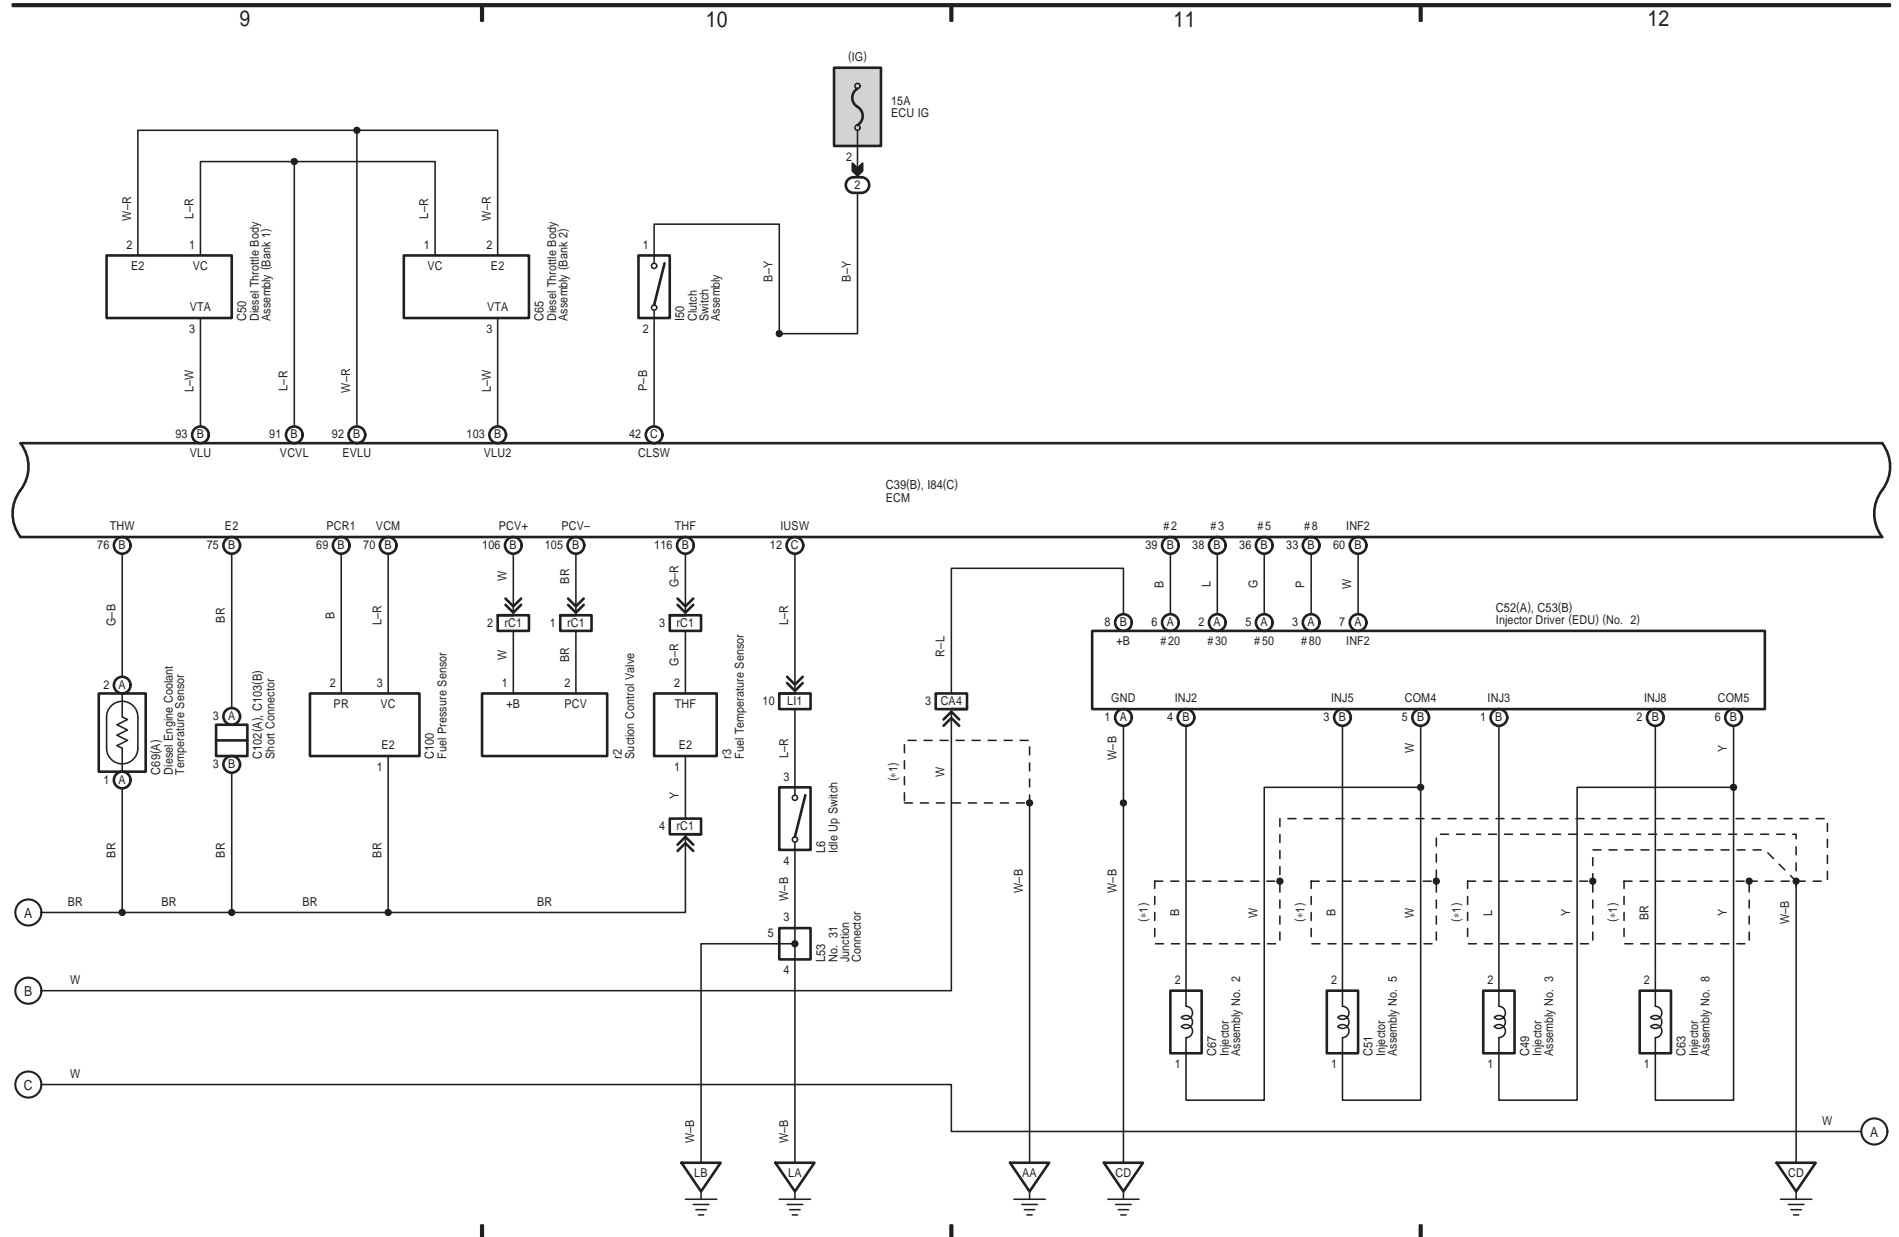 9
10
11
12
(IG)
15A
ECU IG
2
2
W–R
L–R
L–R
W–R
2
1
1
2
E2
VC
VTA
3
C50
Diesel Throttle Body
Assembly (Bank 1)
VC
E2
VTA
3
C65
Diesel Throttle Body
Assembly (Bank 2)
1
2
I50
Clutch
Switch
Assembly
B–Y
B–Y
L–W
L–R
W–R
L–W
P–B
93 B
91 B
92 B
103 B
42 C
VLU
VCVL
EVLU
VLU2
CLSW
C39(B), I84(C)
ECM
THW
E2
PCR1
VCM
PCV+
PCV–
THF
IUSW
#2
#3
#5
#8
INF2
76 B
75 B
69 B
70 B
106 B
105 B
116 B
12 C
39 B
38 B
36 B
33 B
60 B
G–B
BR
B
L–R
W
BR
G–R
L–R
B
L
G
P
W
2 rC1
1 rC1
3 rC1
W
BR
G–R
R–L
C52(A), C53(B)
Injector Driver (EDU) (No. 2)
8 B
6 A
2 A
5 A
3 A
7 A
+B
#20
#30
#50
#80
INF2
GND
INJ2
INJ5
COM4
INJ3
INJ8
COM5
1 A
4 B
3 B
5 B
1 B
2 B
6 B
2 A
1 A
C69(A)
Diesel Engine Coolant
Temperature Sensor
3 A
3 B
C102(A), C103(B)
Short Connector
2
3
PR
VC
E2
1
C100
Fuel Pressure Sensor
1
2
+B
PCV
r2
Suction Control Valve
2
THF
E2
1
r3
Fuel Temperature Sensor
Y
4 rC1
10 LI1
L–R
3
4
L6
Idle Up Switch
W–B
3
5
4
L53
No. 31
Junction
Connector
3 CA4
(*1)
W
W–B
W–B
W–B
W
Y
BR
BR
BR
A
BR
BR
BR
BR
(*1)
B
W
(*1)
B
W
(*1)
L
Y
(*1)
BR
Y
W–B
B
W
2
1
C67
Injector
Assembly No. 2
2
1
C51
Injector
Assembly No. 5
2
1
C49
Injector
Assembly No. 3
2
1
C63
Injector
Assembly No. 8
C
W
W–B
W–B
W
A
LB
LA
AA
CD
CD